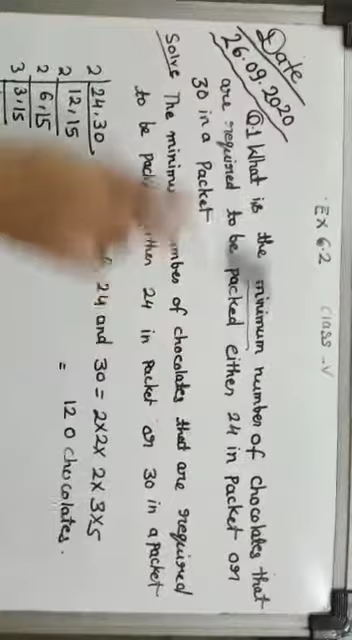 EX 6.2 Class - V
Date
26.09.2020
Q.1 What is the minimum number of chocolates that
are required to be packed either 24 in Packet or
30 in a Packet
Solve The minimu mber of chocolates that are required
to be pack ither 24 in Packet or 30 in a packet
2 | 24, 30
2 | 12, 15
2 | 6, 15
3 | 3, 15
24 and 30 = 2x2x 2x 3x5
= 120 chocolates.